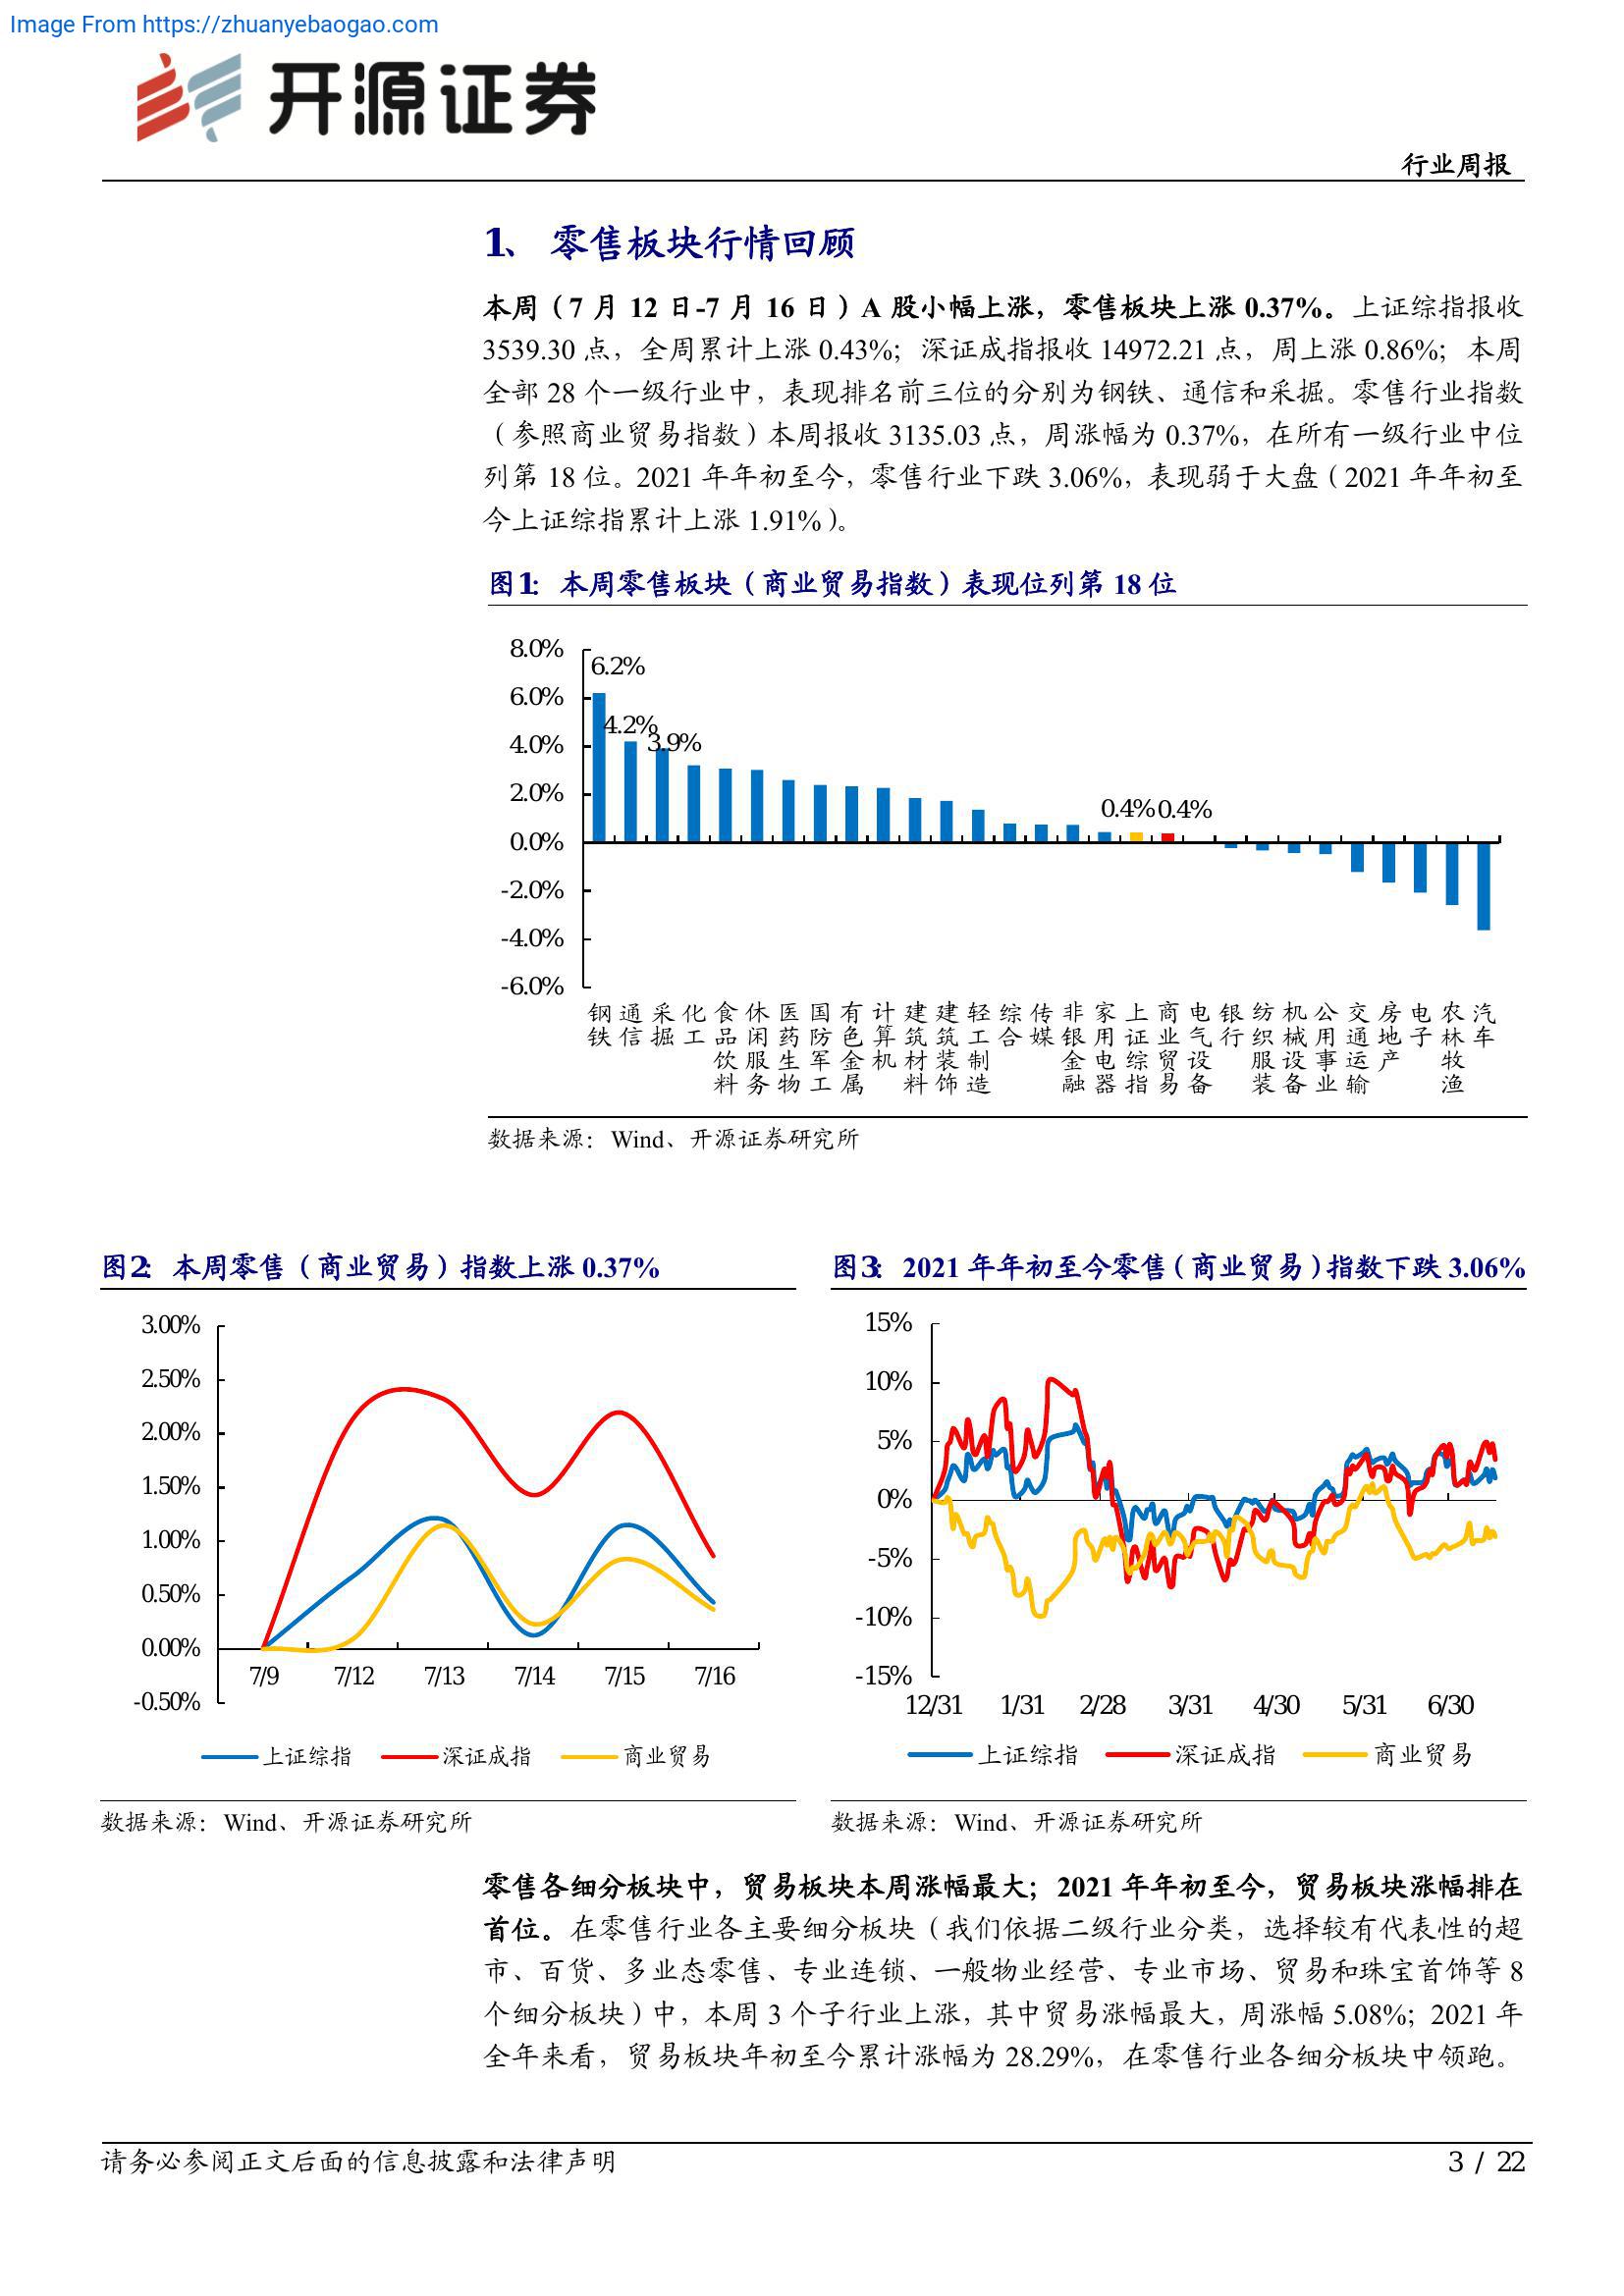 Image From https://zhuanyebaogao.com
开源证券
行业周报
1、 零售板块行情回顾
本周（7 月 12 日-7 月 16 日）A 股小幅上涨，零售板块上涨 0.37%。上证综指报收
3539.30 点，全周累计上涨 0.43%；深证成指报收 14972.21 点，周上涨 0.86%；本周
全部 28 个一级行业中，表现排名前三位的分别为钢铁、通信和采掘。零售行业指数
（参照商业贸易指数）本周报收 3135.03 点，周涨幅为 0.37%，在所有一级行业中位
列第 18 位。2021 年年初至今，零售行业下跌 3.06%，表现弱于大盘（2021 年年初至
今上证综指累计上涨 1.91%）。
图1： 本周零售板块（商业贸易指数）表现位列第 18 位
8.0%
6.0%
4.0%
2.0%
0.0%
-2.0%
-4.0%
-6.0%
6.2%
4.2%
3.9%
0.4%
0.4%
钢铁
通信
采掘
化工
食品饮料
休闲服务
医药生物
国防军工
有色金属
计算机
建筑材料
建筑装饰
轻工制造
综合
传媒
非银金融
家用电器
上证综指
商业贸易
电气设备
银行
纺织服装
机械设备
公用事业
交通运输
房地产
电子
农林牧渔
汽车
数据来源：Wind、开源证券研究所
图2： 本周零售（商业贸易）指数上涨 0.37%
3.00%
2.50%
2.00%
1.50%
1.00%
0.50%
0.00%
-0.50%
7/9 7/12 7/13 7/14 7/15 7/16
上证综指 深证成指 商业贸易
数据来源：Wind、开源证券研究所
图3： 2021 年年初至今零售（商业贸易）指数下跌 3.06%
15%
10%
5%
0%
-5%
-10%
-15%
12/31 1/31 2/28 3/31 4/30 5/31 6/30
上证综指 深证成指 商业贸易
数据来源：Wind、开源证券研究所
零售各细分板块中，贸易板块本周涨幅最大；2021 年年初至今，贸易板块涨幅排在
首位。在零售行业各主要细分板块（我们依据二级行业分类，选择较有代表性的超
市、百货、多业态零售、专业连锁、一般物业经营、专业市场、贸易和珠宝首饰等 8
个细分板块）中，本周 3 个子行业上涨，其中贸易涨幅最大，周涨幅 5.08%；2021 年
全年来看，贸易板块年初至今累计涨幅为 28.29%，在零售行业各细分板块中领跑。
请务必参阅正文后面的信息披露和法律声明
3 / 22